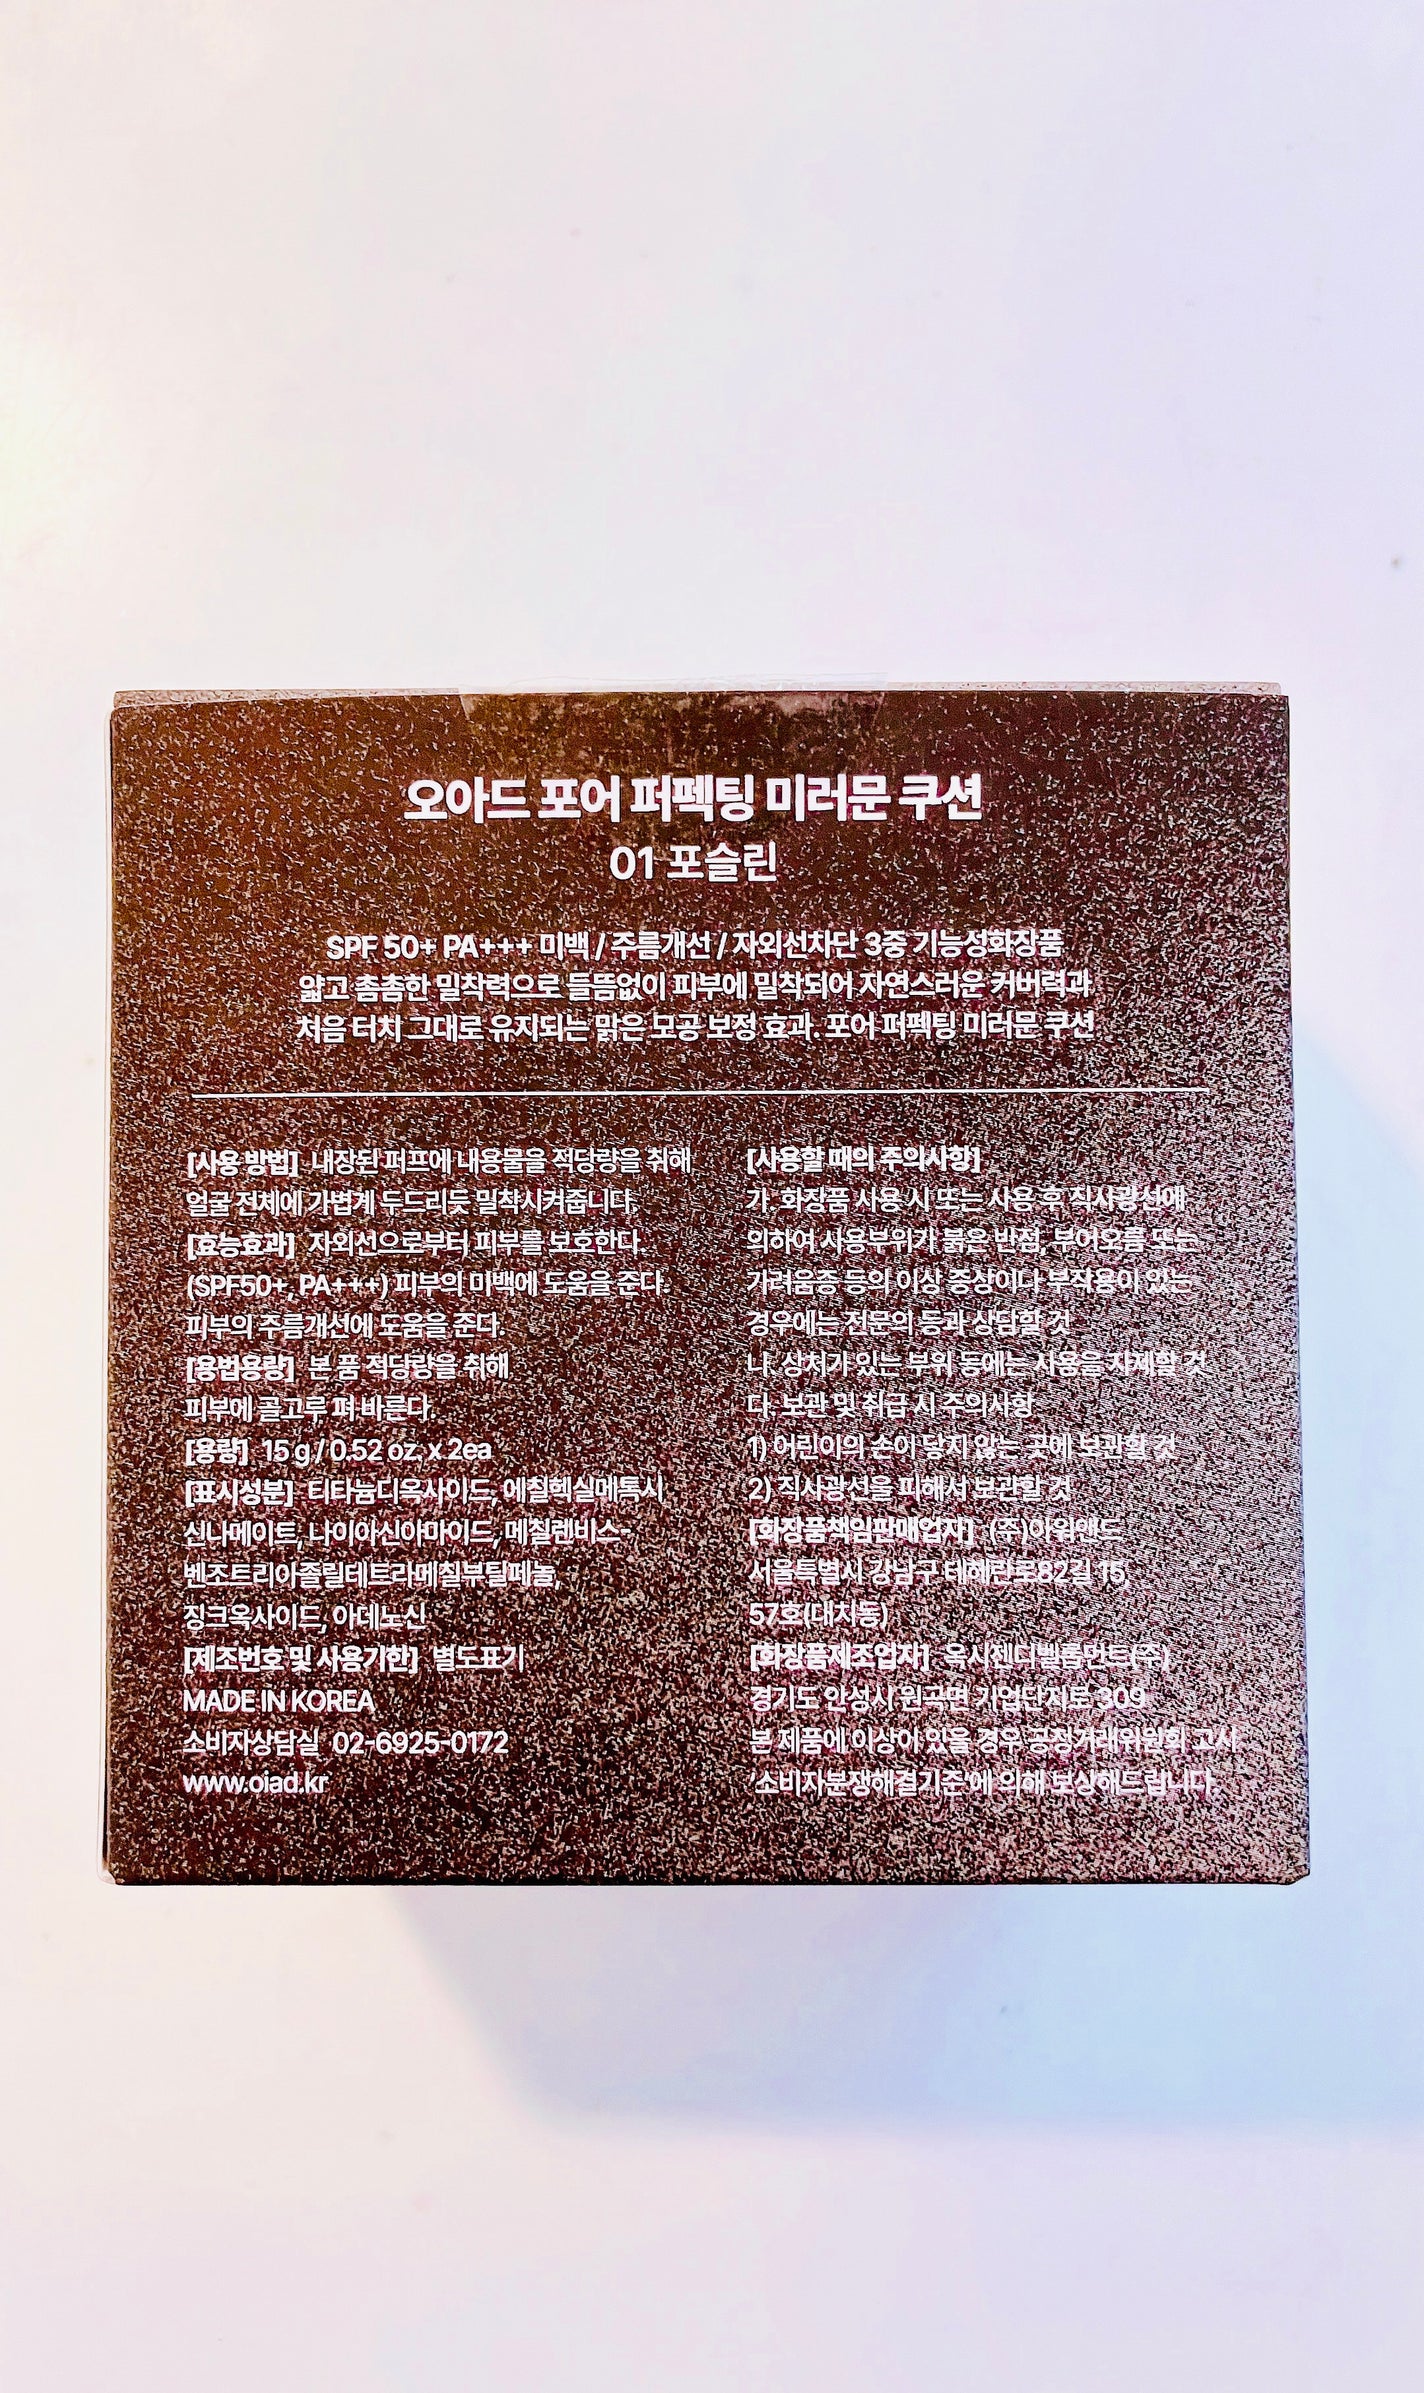 오아드 포어 퍼펙팅 미러문 쿠션
01 포슬린
SPF 50+ PA+++ 미백 / 주름개선 / 자외선차단 3중 기능성화장품
얇고 촘촘한 밀착력으로 들뜸없이 피부에 밀착되어 자연스러운 커버력과
처음 터치 그대로 유지되는 맑은 모공 보정 효과. 포어 퍼펙팅 미러문 쿠션
[사용 방법] 내장된 퍼프에 내용물을 적당량을 취해
얼굴 전체에 가볍게 두드리듯 밀착시켜줍니다.
[효능효과] 자외선으로부터 피부를 보호한다.
(SPF50+, PA+++) 피부의 미백에 도움을 준다.
피부의 주름개선에 도움을 준다.
[용법용량] 본 품 적당량을 취해
피부에 골고루 펴 바른다.
[용량] 15 g / 0.52 oz. x 2ea
[표시성분] 티타늄디옥사이드, 에칠헥실메톡시
신나메이트, 나이아신아마이드, 메칠렌비스-
벤조트리아졸릴테트라메칠부틸페놀,
징크옥사이드, 아데노신
[제조번호 및 사용기한] 별도표기
MADE IN KOREA
소비자상담실 02-6925-0172
www.oiad.kr
[사용할 때의 주의사항]
가. 화장품 사용 시 또는 사용 후 직사광선에
의하여 사용부위가 붉은 반점, 부어오름 또는
가려움증 등의 이상 증상이나 부작용이 있는
경우에는 전문의 등과 상담할 것
나. 상처가 있는 부위 등에는 사용을 자제할 것
다. 보관 및 취급 시 주의사항
1) 어린이의 손이 닿지 않는 곳에 보관할 것
2) 직사광선을 피해서 보관할 것
[화장품책임판매업자] (주)아워앤드
서울특별시 강남구 테헤란로82길 15,
57호(대치동)
[화장품제조업자] 옥시젠디벨롭먼트(주)
경기도 안성시 원곡면 기업단지로 309
본 제품에 이상이 있을 경우 공정거래위원회 고시
'소비자분쟁해결기준'에 의해 보상해드립니다.